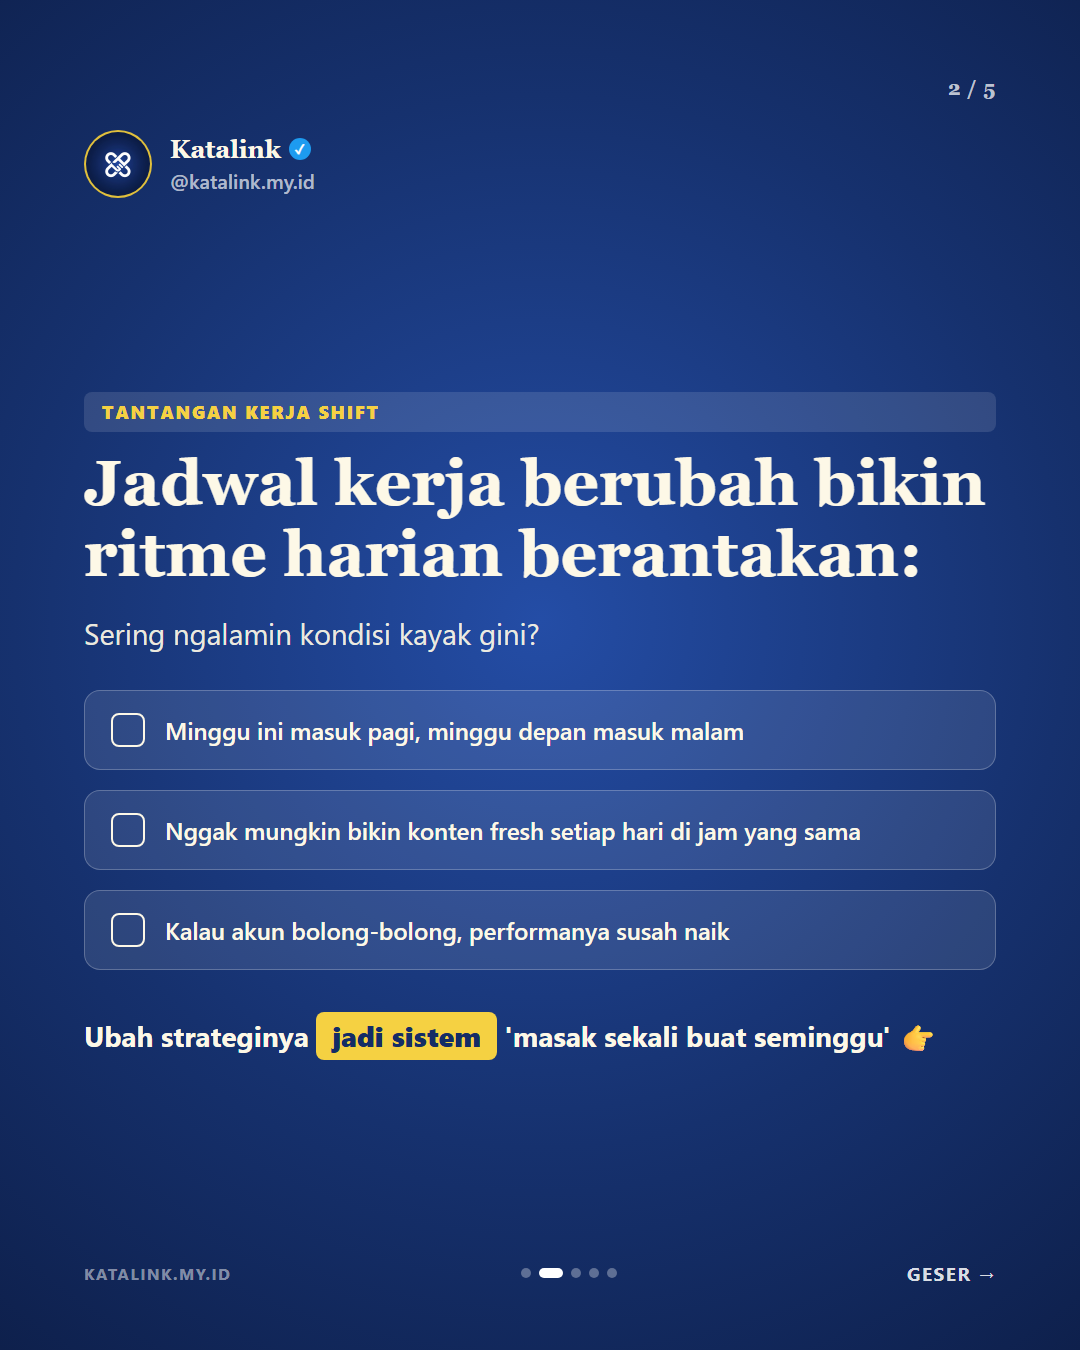 2 / 5
Katalink
@katalink.my.id
TANTANGAN KERJA SHIFT
Jadwal kerja berubah bikin
ritme harian berantakan:
Sering ngalamin kondisi kayak gini?
Minggu ini masuk pagi, minggu depan masuk malam
Nggak mungkin bikin konten fresh setiap hari di jam yang sama
Kalau akun bolong-bolong, performanya susah naik
Ubah strateginya jadi sistem 'masak sekali buat seminggu' 👉
KATALINK.MY.ID
GESER →